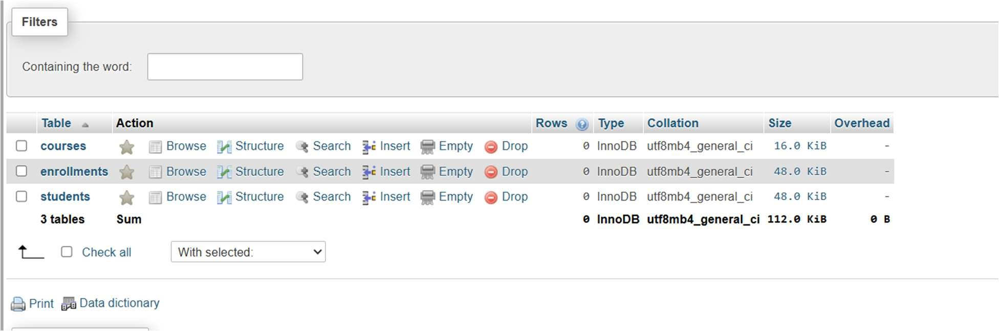 Filters
Containing the word:
Table Action Rows Type Collation Size Overhead
courses Browse Structure Search Insert Empty Drop 0 InnoDB utf8mb4_general_ci 16.0 KiB -
enrollments Browse Structure Search Insert Empty Drop 0 InnoDB utf8mb4_general_ci 48.0 KiB -
students Browse Structure Search Insert Empty Drop 0 InnoDB utf8mb4_general_ci 48.0 KiB -
3 tables Sum 0 InnoDB utf8mb4_general_ci 112.0 KiB 0 B
Check all With selected:
Print Data dictionary